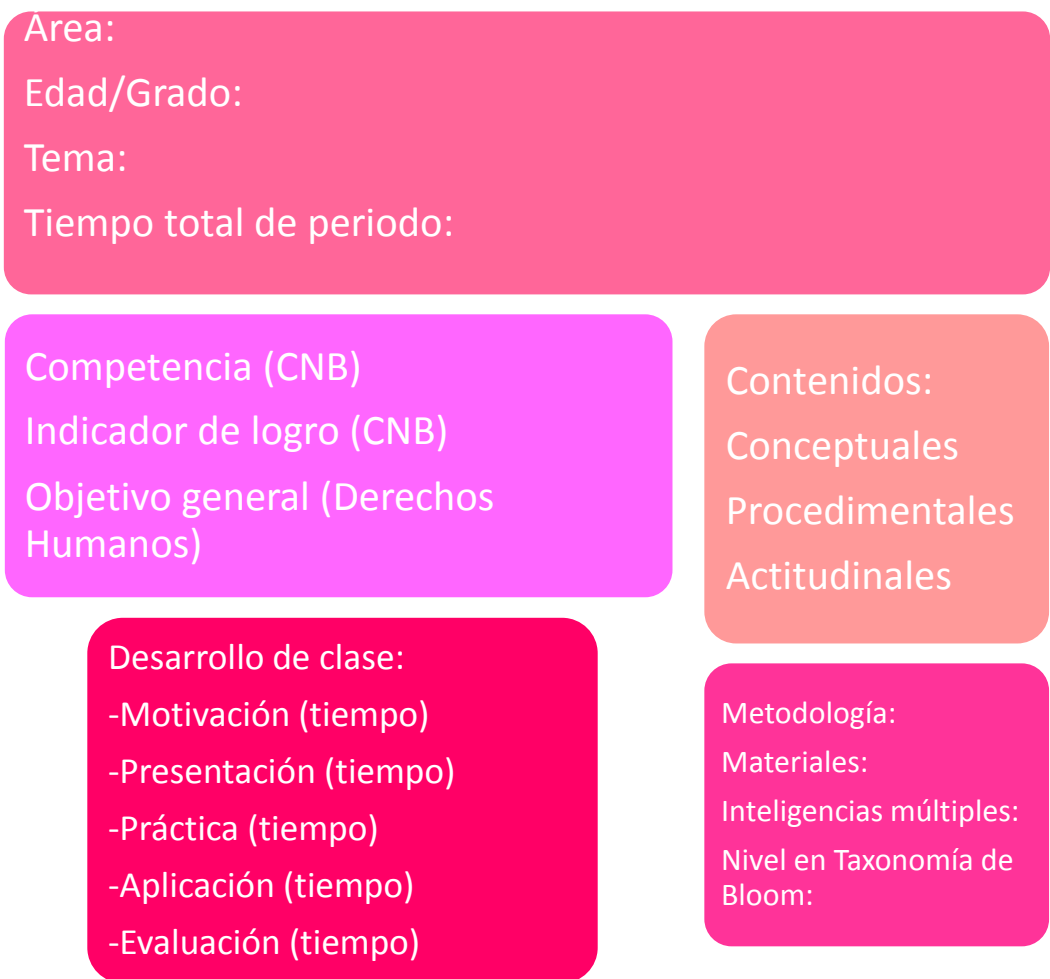 Área:
Edad/Grado:
Tema:
Tiempo total de periodo:
Competencia (CNB)
Indicador de logro (CNB)
Objetivo general (Derechos
Humanos)
Contenidos:
Conceptuales
Procedimentales
Actitudinales
Desarrollo de clase:
-Motivación (tiempo)
-Presentación (tiempo)
-Práctica (tiempo)
-Aplicación (tiempo)
-Evaluación (tiempo)
Metodología:
Materiales:
Inteligencias múltiples:
Nivel en Taxonomía de
Bloom: